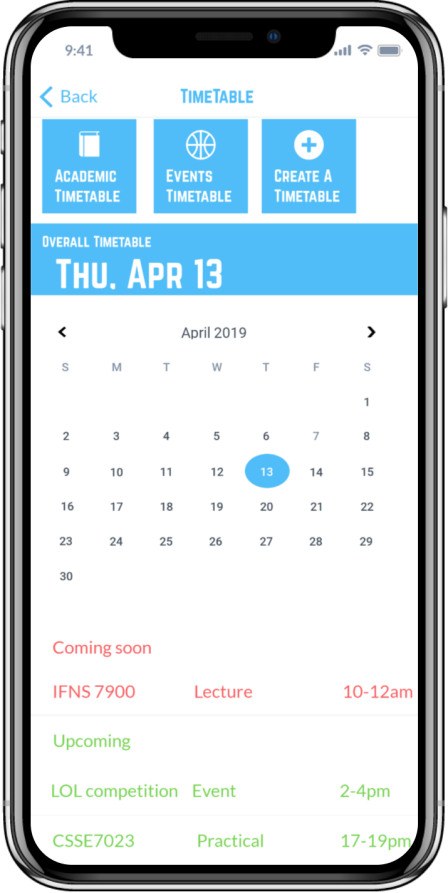 9:41
Back TimeTable
Academic Timetable
Events Timetable
Create A Timetable
Overall Timetable
Thu, Apr 13
April 2019
S M T W T F S
1
2 3 4 5 6 7 8
9 10 11 12 13 14 15
16 17 18 19 20 21 22
23 24 25 26 27 28 29
30
Coming soon
IFNS 7900 Lecture 10-12am
Upcoming
LOL competition Event 2-4pm
CSSE7023 Practical 17-19pm